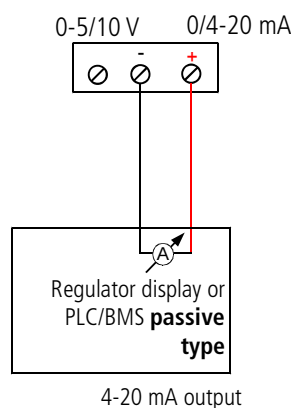 0-5/10 V 0/4-20 mA
- +
A
Regulator display or
PLC/BMS passive
type
4-20 mA output